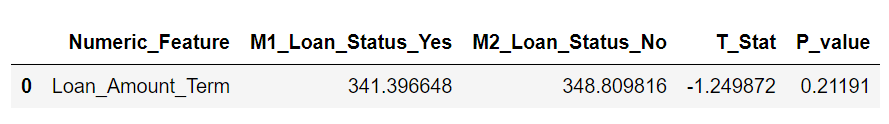 Numeric_Feature M1_Loan_Status_Yes M2_Loan_Status_No T_Stat P_value
0 Loan_Amount_Term 341.396648 348.809816 -1.249872 0.21191